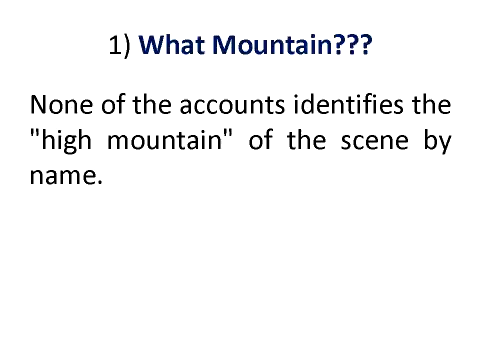 1) What Mountain???
None of the accounts identifies the
"high mountain" of the scene by
name.